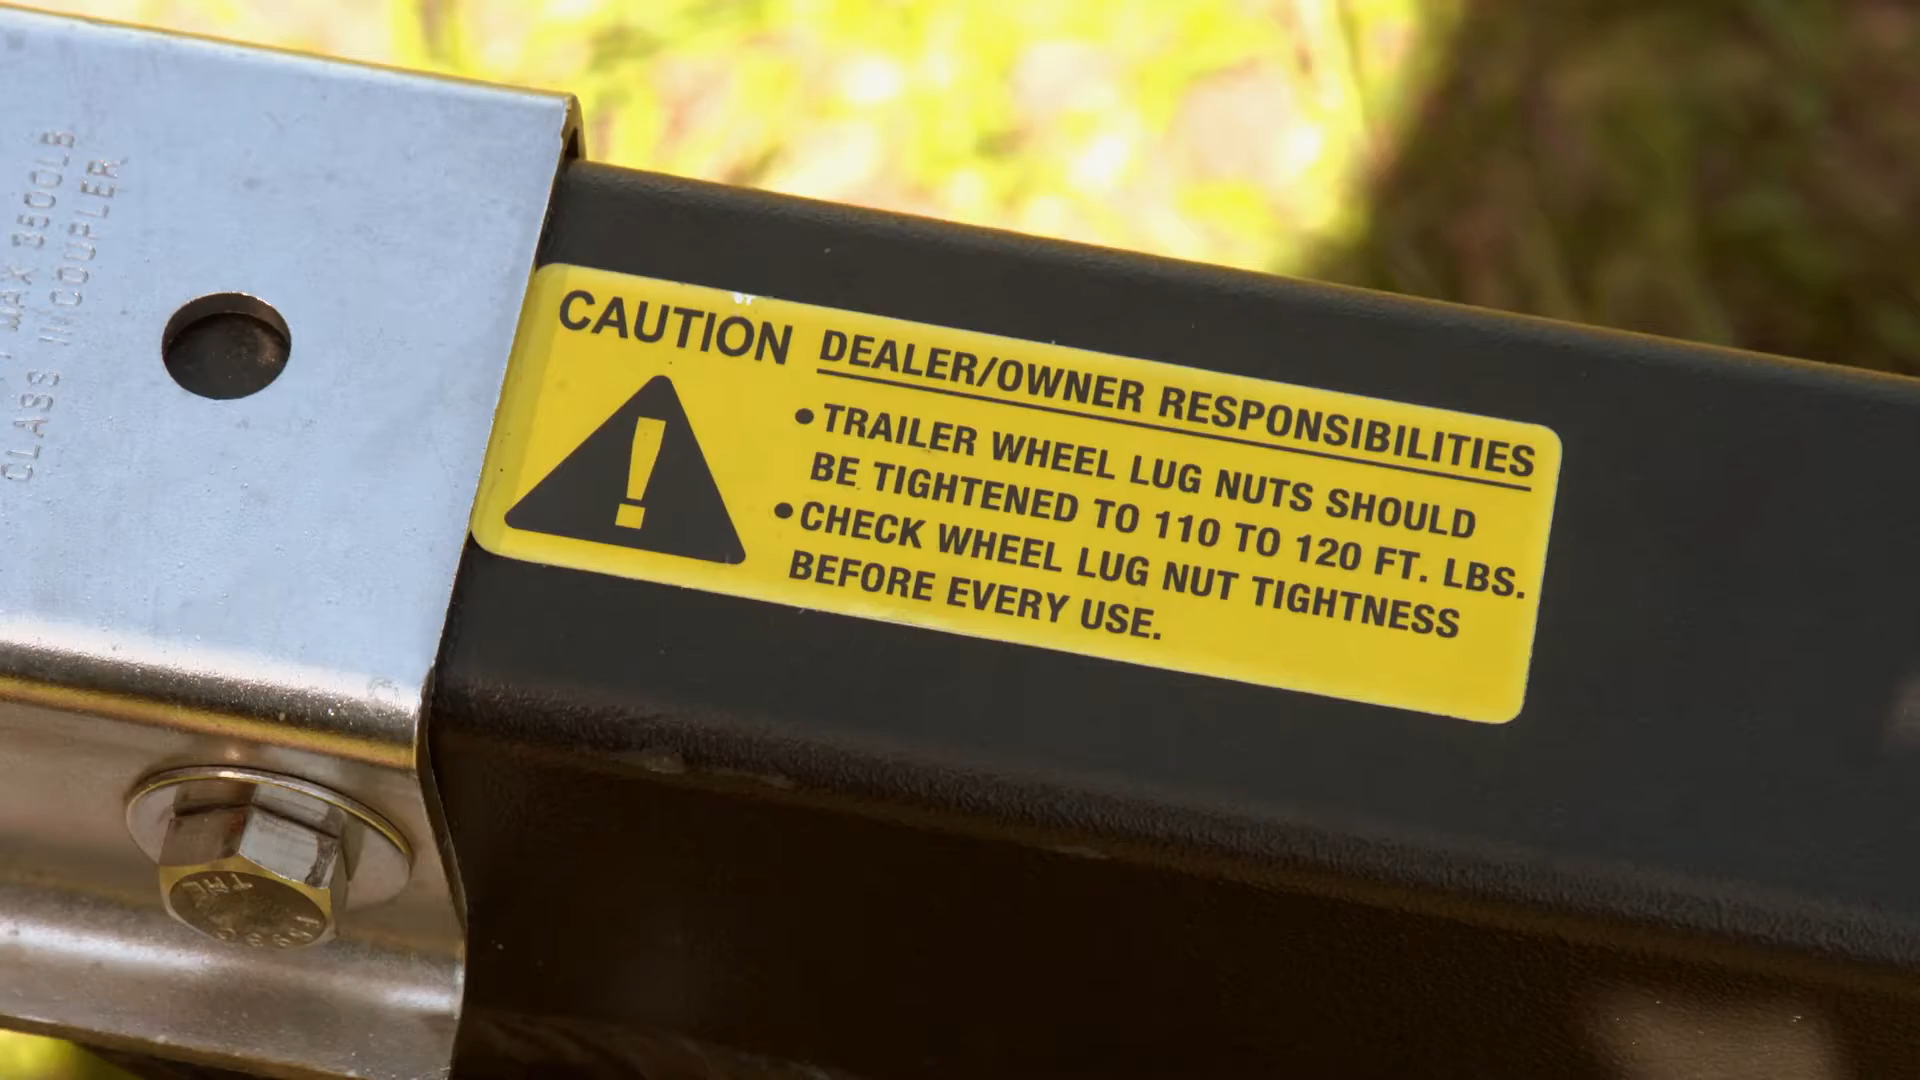 MAX 3500LB
CLASS II COUPLER
CAUTION
DEALER/OWNER RESPONSIBILITIES
•TRAILER WHEEL LUG NUTS SHOULD
BE TIGHTENED TO 110 TO 120 FT. LBS.
•CHECK WHEEL LUG NUT TIGHTNESS
BEFORE EVERY USE.
THE